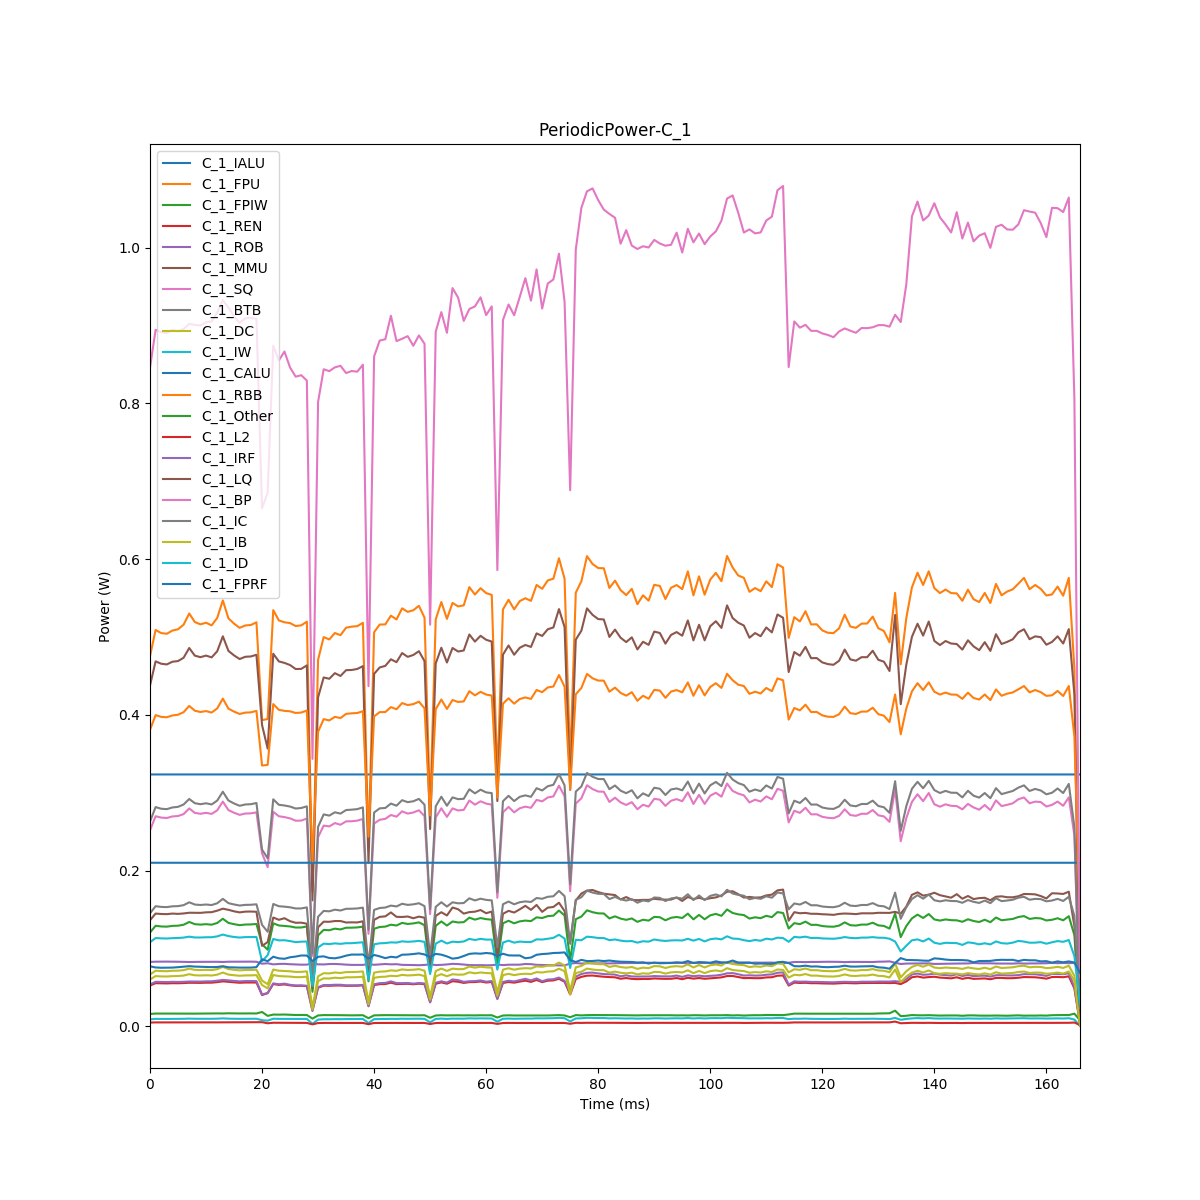 PeriodicPower-C_1
C_1_IALU
C_1_FPU
C_1_FPIW
C_1_REN
C_1_ROB
C_1_MMU
C_1_SQ
C_1_BTB
C_1_DC
C_1_IW
C_1_CALU
C_1_RBB
C_1_Other
C_1_L2
C_1_IRF
C_1_LQ
C_1_BP
C_1_IC
C_1_IB
C_1_ID
C_1_FPRF
1.0
0.8
0.6
0.4
0.2
0.0
Power (W)
0 20 40 60 80 100 120 140 160
Time (ms)